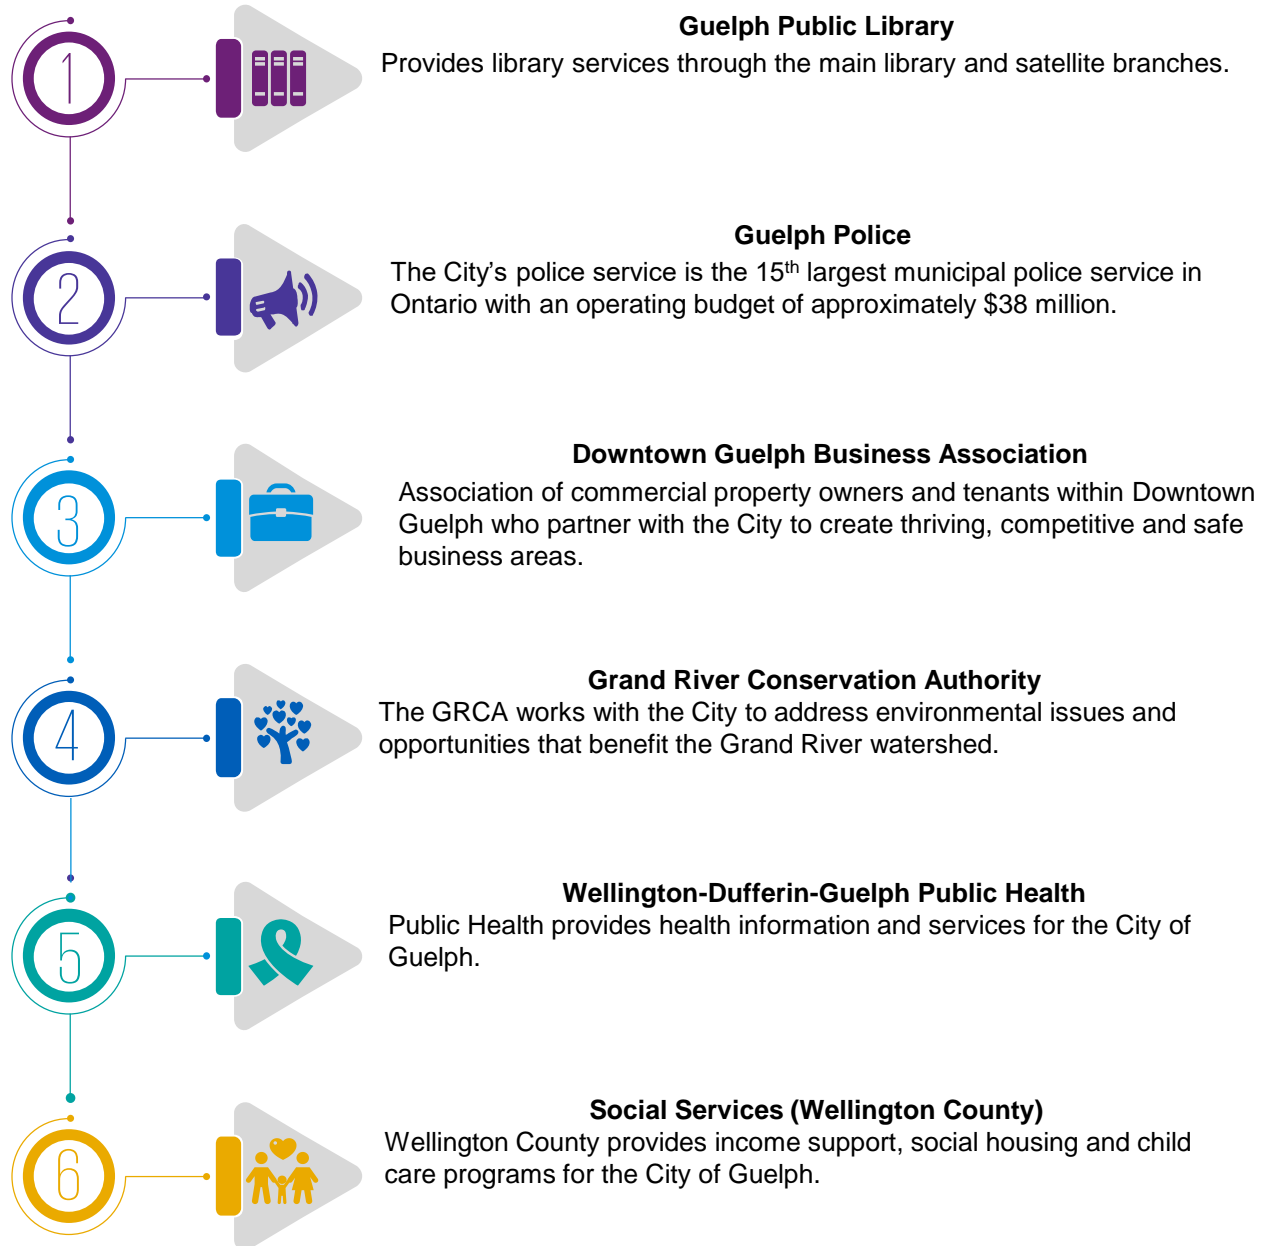 1
Guelph Public Library
Provides library services through the main library and satellite branches.
2
Guelph Police
The City’s police service is the 15th largest municipal police service in
Ontario with an operating budget of approximately $38 million.
3
Downtown Guelph Business Association
Association of commercial property owners and tenants within Downtown
Guelph who partner with the City to create thriving, competitive and safe
business areas.
4
Grand River Conservation Authority
The GRCA works with the City to address environmental issues and
opportunities that benefit the Grand River watershed.
5
Wellington-Dufferin-Guelph Public Health
Public Health provides health information and services for the City of
Guelph.
6
Social Services (Wellington County)
Wellington County provides income support, social housing and child
care programs for the City of Guelph.